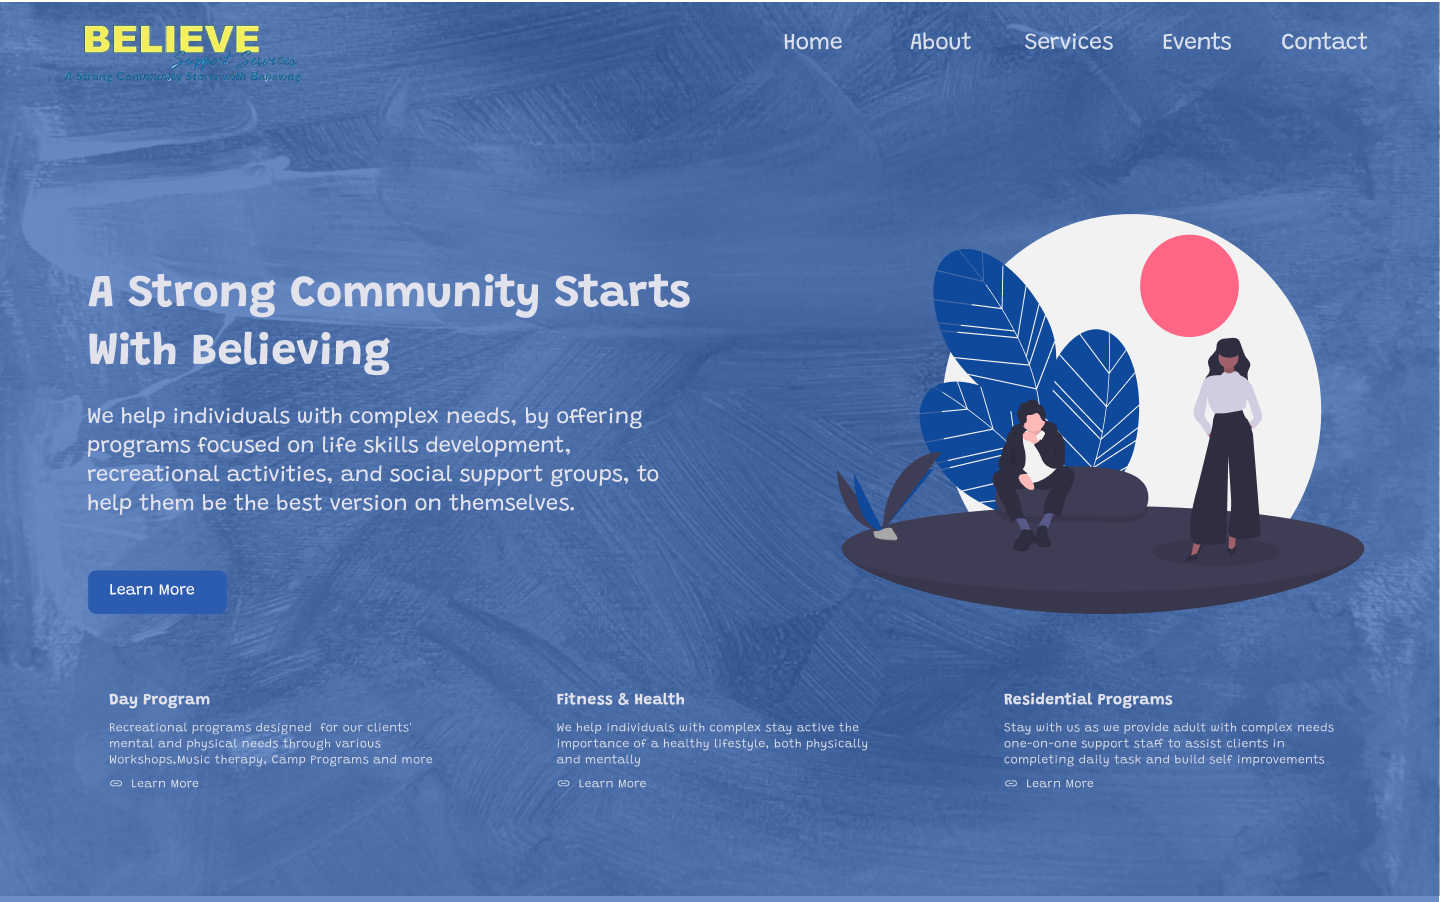 BELIEVE
Support Services
A Strong Community Starts with Believing
Home About Services Events Contact
A Strong Community Starts
With Believing
We help individuals with complex needs, by offering
programs focused on life skills development,
recreational activities, and social support groups, to
help them be the best version on themselves.
Learn More
Day Program
Recreational programs designed  for our clients'
mental and physical needs through various
Workshops,Music therapy, Camp Programs and more
Learn More
Fitness & Health
We help individuals with complex stay active the
importance of a healthy lifestyle, both physically
and mentally
Learn More
Residential Programs
Stay with us as we provide adult with complex needs
one-on-one support staff to assist clients in
completing daily task and build self improvements
Learn More